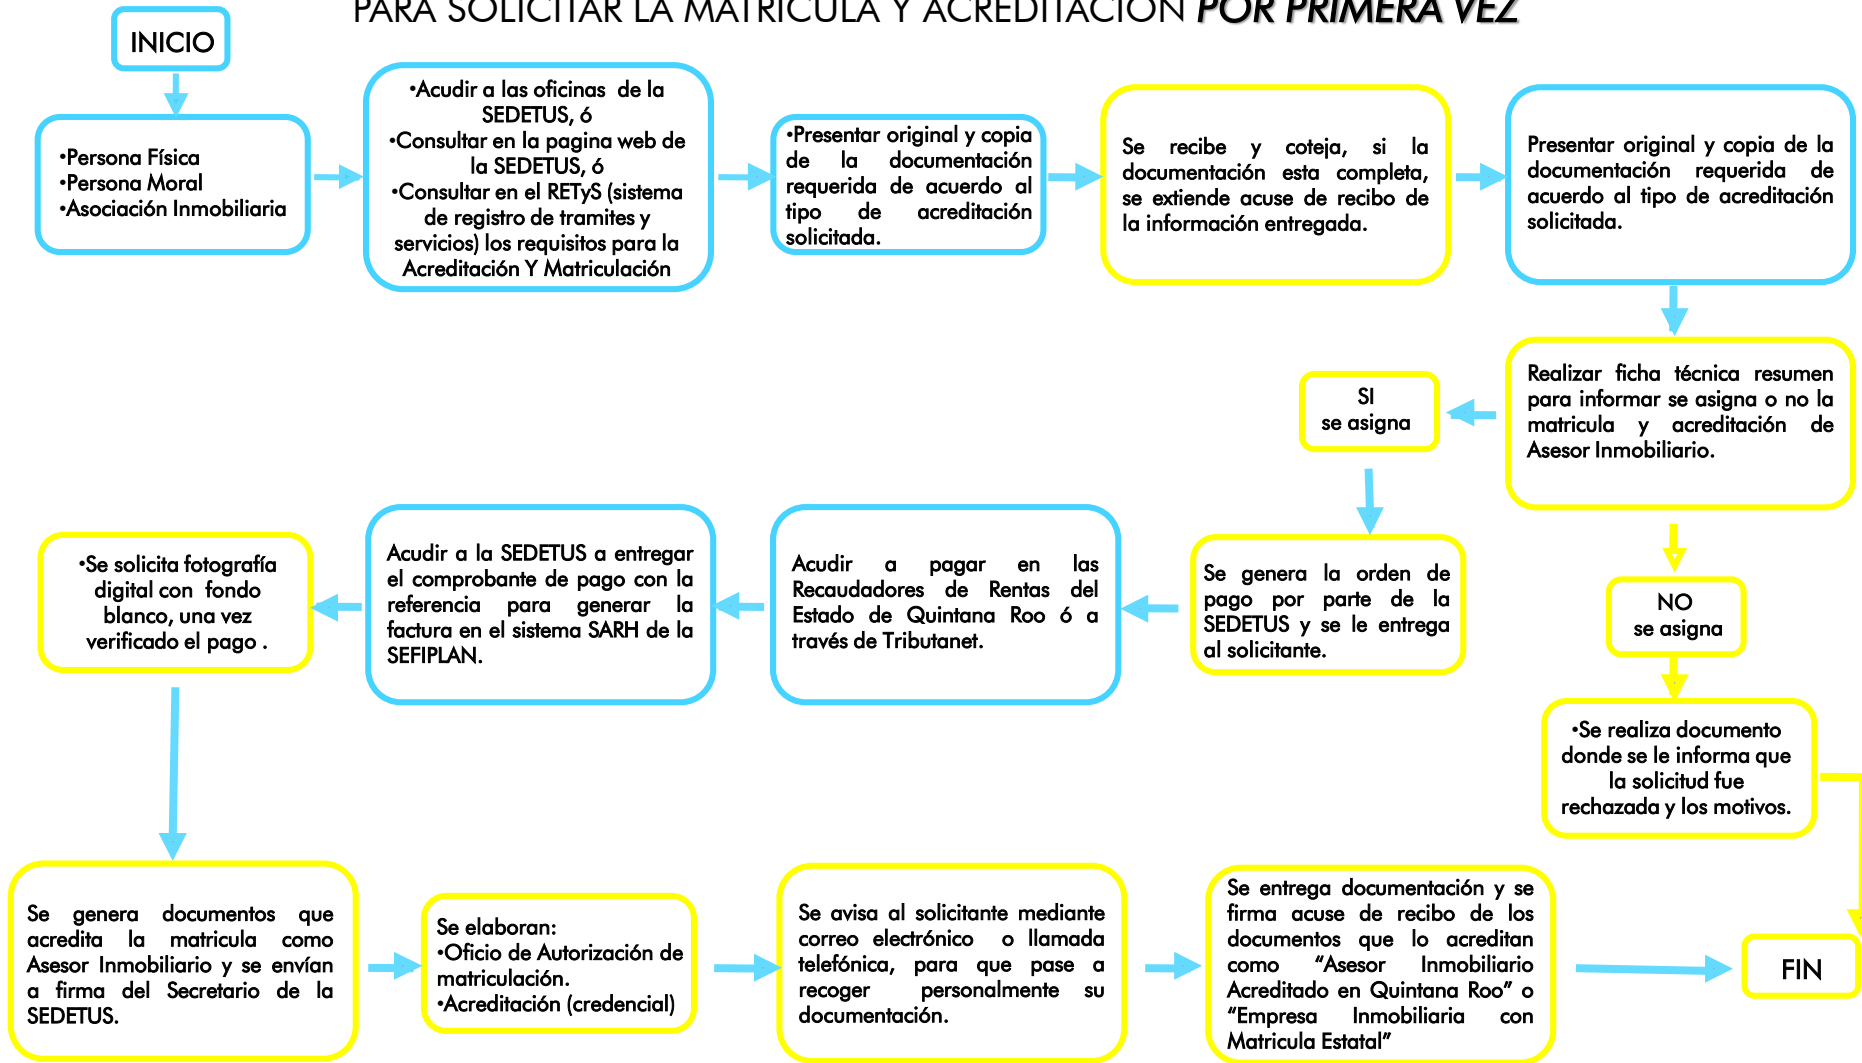 PARA SOLICITAR LA MATRICULA Y ACREDITACIÓN POR PRIMERA VEZ
INICIO
•Persona Física
•Persona Moral
•Asociación Inmobiliaria
•Acudir a las oficinas de la
SEDETUS, ó
•Consultar en la pagina web de
la SEDETUS, ó
•Consultar en el RETyS (sistema
de registro de tramites y
servicios) los requisitos para la
Acreditación Y Matriculación
•Presentar original y copia
de la documentación
requerida de acuerdo al
tipo de acreditación
solicitada.
Se recibe y coteja, si la
documentación esta completa,
se extiende acuse de recibo de
la información entregada.
Presentar original y copia de la
documentación requerida de
acuerdo al tipo de acreditación
solicitada.
Realizar ficha técnica resumen
para informar se asigna o no la
matricula y acreditación de
Asesor Inmobiliario.
SI
se asigna
NO
se asigna
•Se realiza documento
donde se le informa que
la solicitud fue
rechazada y los motivos.
Se genera la orden de
pago por parte de la
SEDETUS y se le entrega
al solicitante.
Acudir a pagar en las
Recaudadores de Rentas del
Estado de Quintana Roo ó a
través de Tributanet.
Acudir a la SEDETUS a entregar
el comprobante de pago con la
referencia para generar la
factura en el sistema SARH de la
SEFIPLAN.
•Se solicita fotografía
digital con fondo
blanco, una vez
verificado el pago .
Se genera documentos que
acredita la matricula como
Asesor Inmobiliario y se envían
a firma del Secretario de la
SEDETUS.
Se elaboran:
•Oficio de Autorización de
matriculación.
•Acreditación (credencial)
Se avisa al solicitante mediante
correo electrónico o llamada
telefónica, para que pase a
recoger personalmente su
documentación.
Se entrega documentación y se
firma acuse de recibo de los
documentos que lo acreditan
como “Asesor Inmobiliario
Acreditado en Quintana Roo” o
“Empresa Inmobiliaria con
Matricula Estatal”
FIN